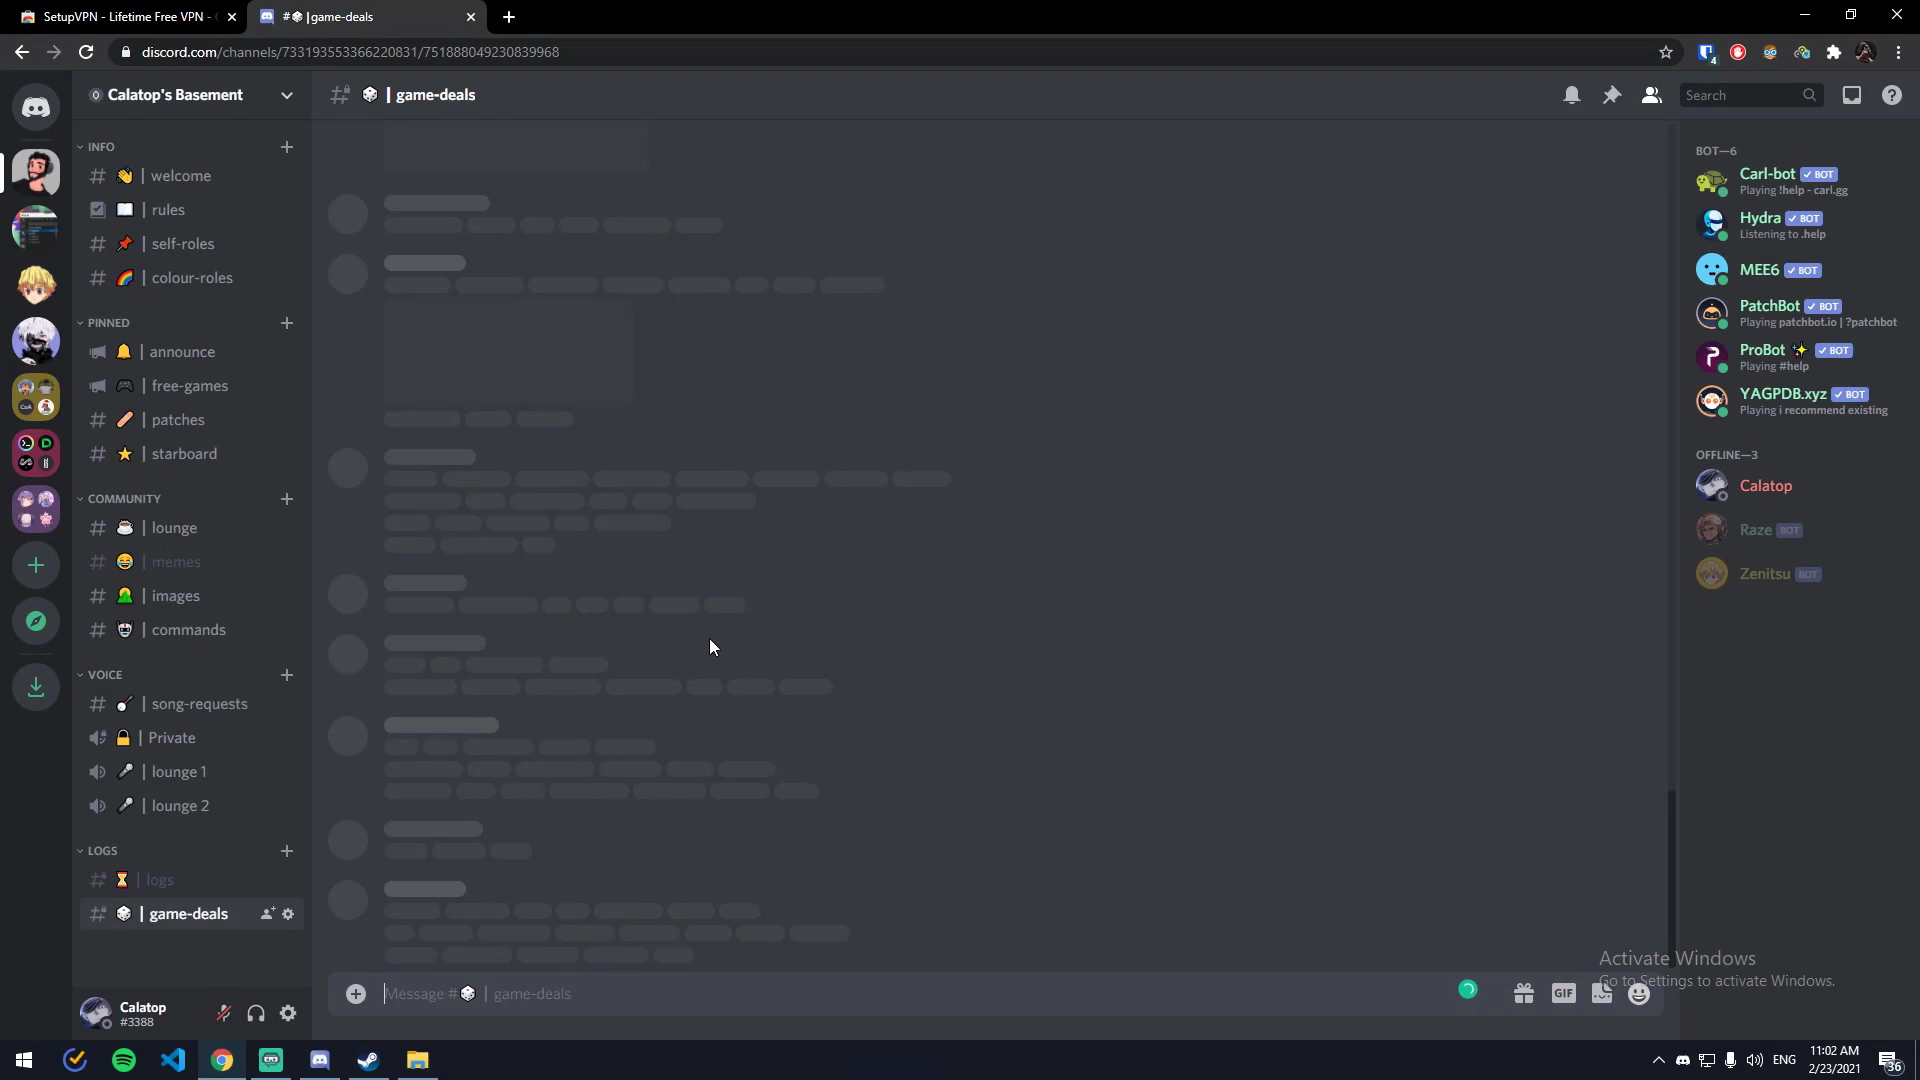 SetupVPN - Lifetime Free VPN -
# | game-deals
discord.com/channels/733193553366220831/751888049230839968
4
Calatop's Basement
| game-deals
Search
INFO
| welcome
| rules
| self-roles
| colour-roles
PINNED
| announce
| free-games
| patches
| starboard
COMMUNITY
| lounge
| memes
| images
| commands
VOICE
| song-requests
| Private
| lounge 1
| lounge 2
LOGS
| logs
| game-deals
Calatop
#3388
CoA
BOT—6
Carl-bot ✓ BOT
Playing !help - carl.gg
Hydra ✓ BOT
Listening to .help
MEE6 ✓ BOT
PatchBot ✓ BOT
Playing patchbot.io | ?patchbot
ProBot ✨ ✓ BOT
Playing #help
YAGPDB.xyz ✓ BOT
Playing i recommend existing
OFFLINE—3
Calatop
Raze BOT
Zenitsu BOT
Message # | game-deals
GIF
Activate Windows
Go to Settings to activate Windows.
ENG
11:02 AM
2/23/2021
36